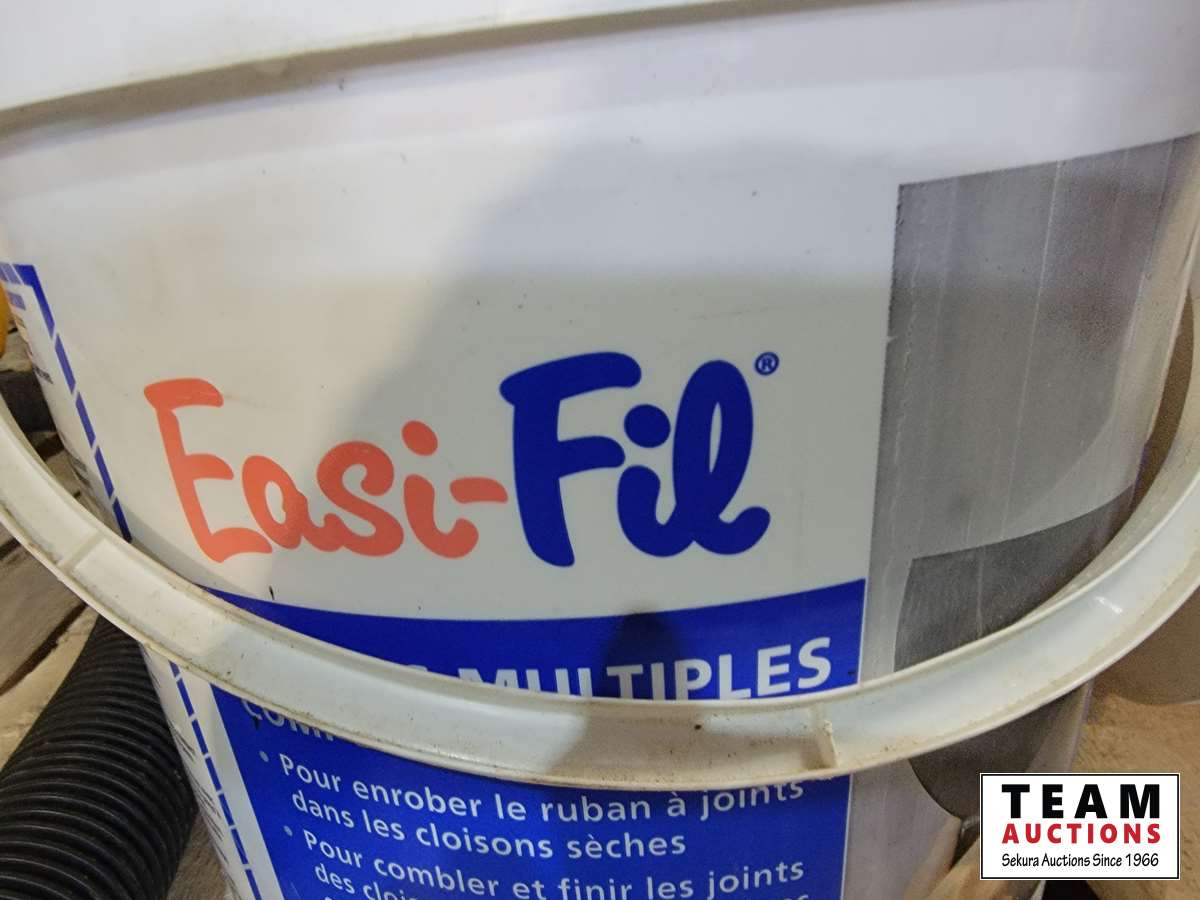 Easi-Fil®
MULTIPLES
• Pour enrober le ruban à joints
dans les cloisons sèches
• Pour combler et finir les joints
TEAM
AUCTIONS
Sekura Auctions Since 1966